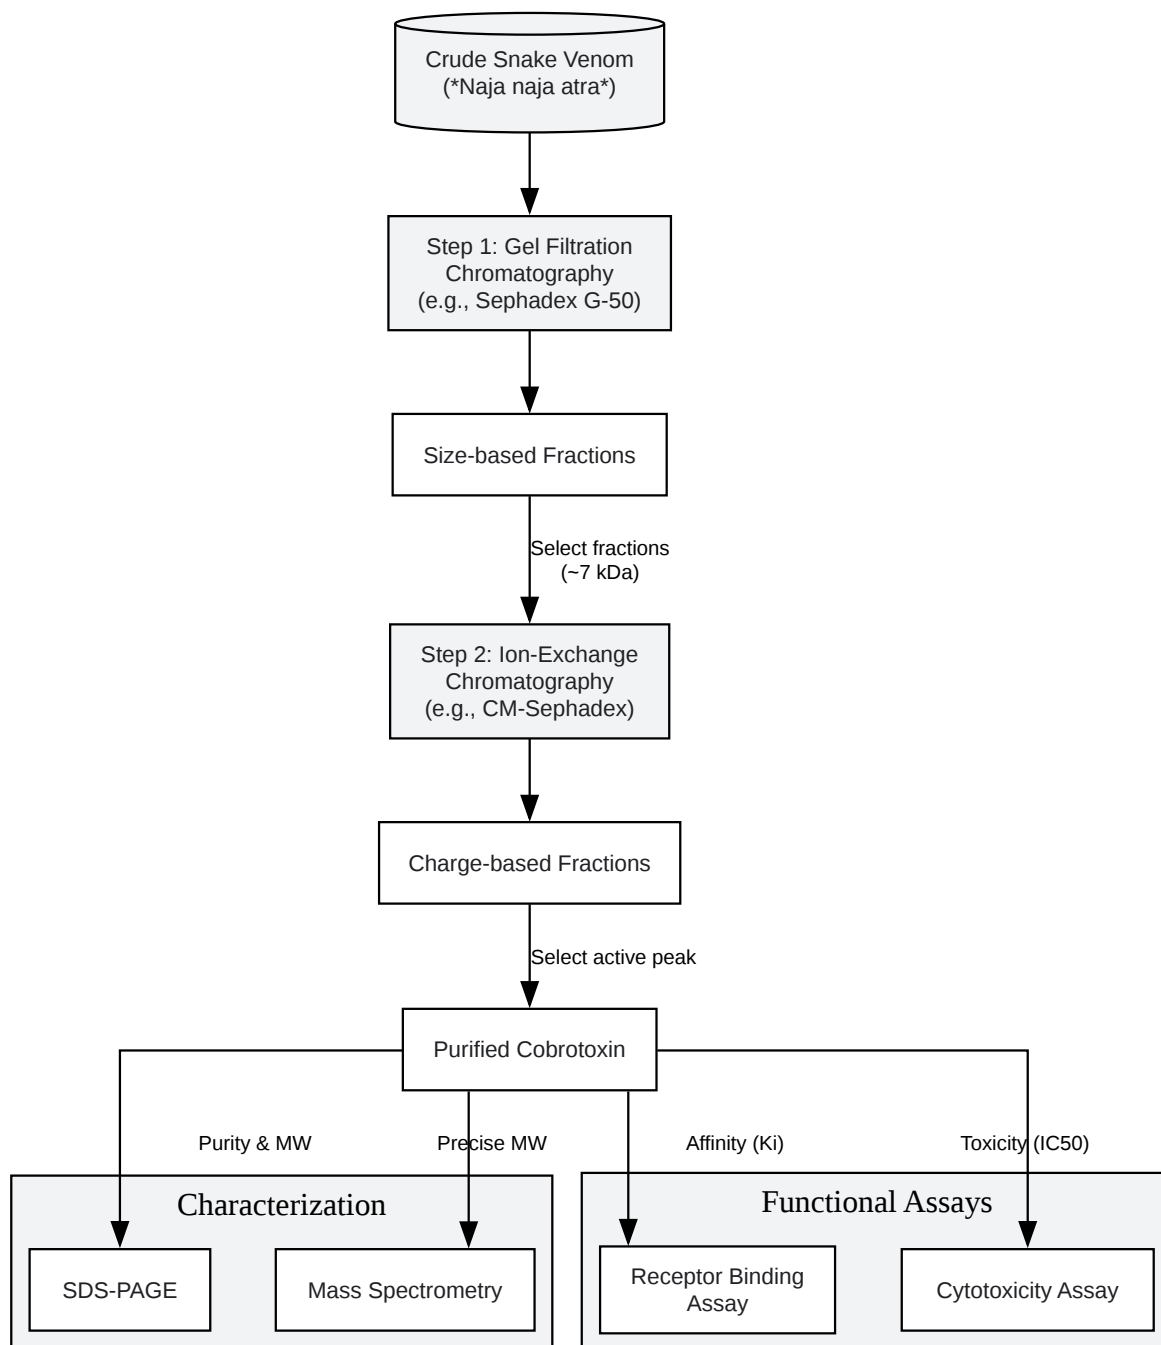 Crude Snake Venom
(*Naja naja atra*)
Step 1: Gel Filtration
Chromatography
(e.g., Sephadex G-50)
Size-based Fractions
Select fractions
(~7 kDa)
Step 2: Ion-Exchange
Chromatography
(e.g., CM-Sephadex)
Charge-based Fractions
Select active peak
Purified Cobrotoxin
Purity & MW
Precise MW
Affinity (Ki)
Toxicity (IC50)
Characterization
Functional Assays
SDS-PAGE
Mass Spectrometry
Receptor Binding
Assay
Cytotoxicity Assay